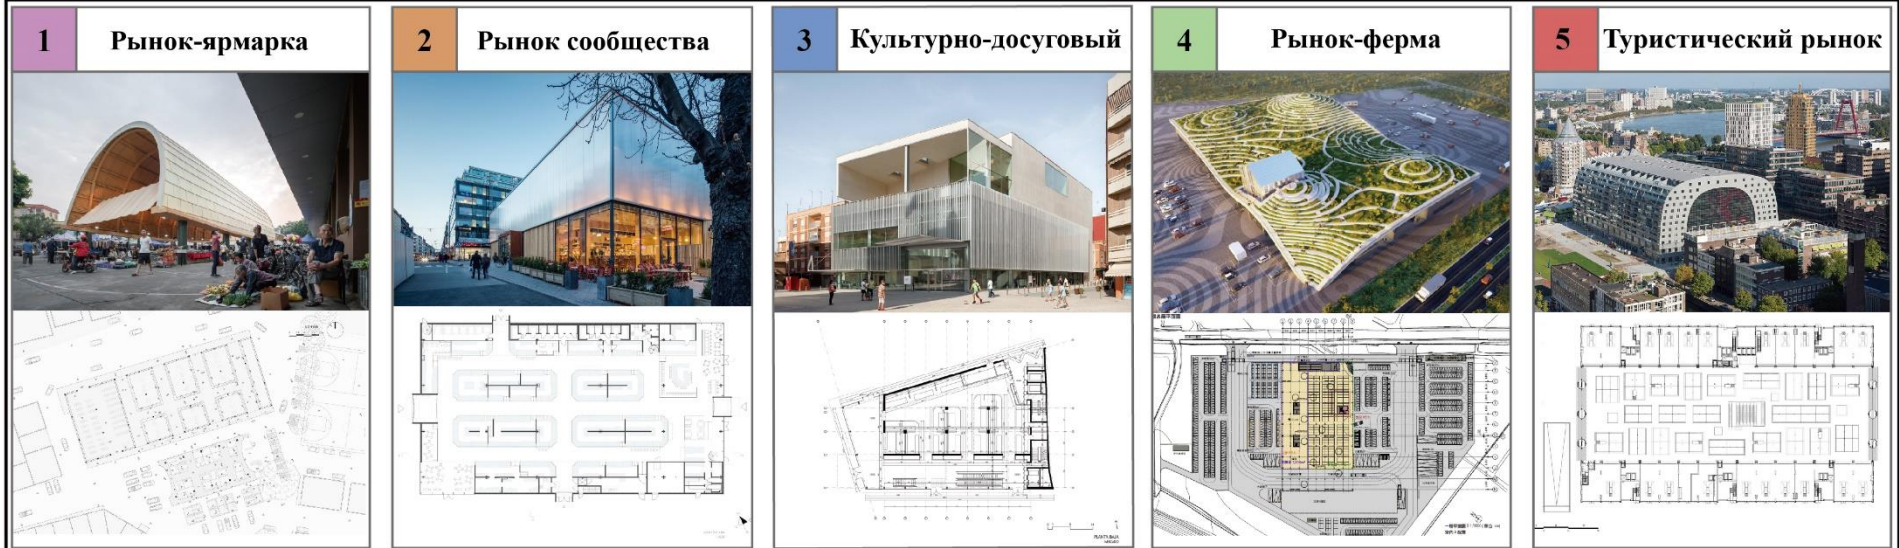 1 Рынок-ярмарка
2 Рынок сообщества
3 Культурно-досуговый
4 Рынок-ферма
5 Туристический рынок